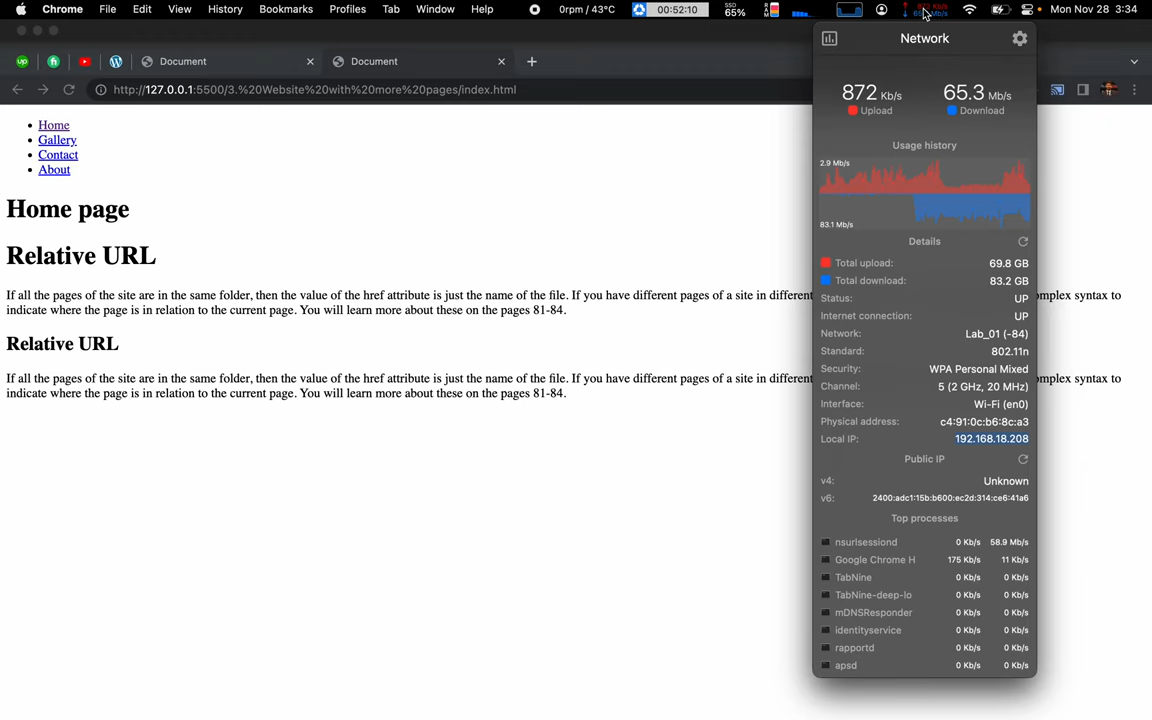 Chrome File Edit View History Bookmarks Profiles Tab Window Help 0rpm / 43°C 00:52:10 SSD 65% Mon Nov 28 3:34
Document Document
http://127.0.0.1:5500/3.%20Website%20with%20more%20pages/index.html
Home
Gallery
Contact
About
Home page
Relative URL
If all the pages of the site are in the same folder, then the value of the href attribute is just the name of the file. If you have different pages of a site in different
omplex syntax to
indicate where the page is in relation to the current page. You will learn more about these on the pages 81-84.
Relative URL
If all the pages of the site are in the same folder, then the value of the href attribute is just the name of the file. If you have different pages of a site in different
omplex syntax to
indicate where the page is in relation to the current page. You will learn more about these on the pages 81-84.
Network
872 Kb/s 65.3 Mb/s
Upload Download
Usage history
2.9 Mb/s
83.1 Mb/s
Details
Total upload: 69.8 GB
Total download: 83.2 GB
Status: UP
Internet connection: UP
Network: Lab_01 (-84)
Standard: 802.11n
Security: WPA Personal Mixed
Channel: 5 (2 GHz, 20 MHz)
Interface: Wi-Fi (en0)
Physical address: c4:91:0c:b6:8c:a3
Local IP: 192.168.18.208
Public IP
v4: Unknown
v6: 2400:adc1:15b:b600:ec2d:314:ce6:41a6
Top processes
nsurlsessiond 0 Kb/s 58.9 Mb/s
Google Chrome H 175 Kb/s 11 Kb/s
TabNine 0 Kb/s 0 Kb/s
TabNine-deep-lo 0 Kb/s 0 Kb/s
mDNSResponder 0 Kb/s 0 Kb/s
identityservice 0 Kb/s 0 Kb/s
rapportd 0 Kb/s 0 Kb/s
apsd 0 Kb/s 0 Kb/s